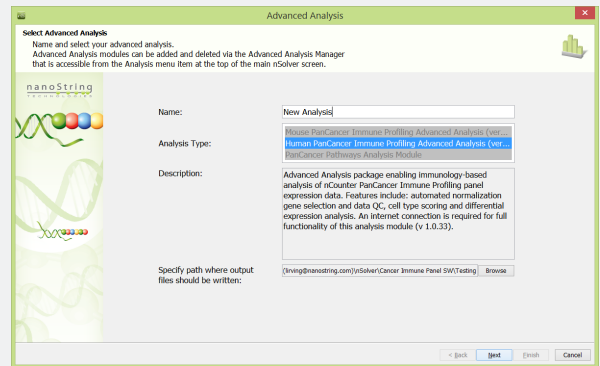 Advanced Analysis
Select Advanced Analysis
Name and select your advanced analysis.
Advanced Analysis modules can be added and deleted via the Advanced Analysis Manager
that is accessible from the Analysis menu item at the top of the main nSolver screen.
nanoString
TECHNOLOGIES
Name:
New Analysis
Analysis Type:
Mouse PanCancer Immune Profiling Advanced Analysis (ver...
Human PanCancer Immune Profiling Advanced Analysis (ver...
PanCancer Pathways Analysis Module
Description:
Advanced Analysis package enabling immunology-based
analysis of nCounter PanCancer Immune Profiling panel
expression data. Features include: automated normalization
gene selection and data QC, cell type scoring and differential
expression analysis. An internet connection is required for full
functionality of this analysis module (v 1.0.33).
Specify path where output
files should be written:
(lirving@nanostring.com)\nSolver\Cancer Immune Panel SW\Testing
Browse
< Back
Next
Finish
Cancel